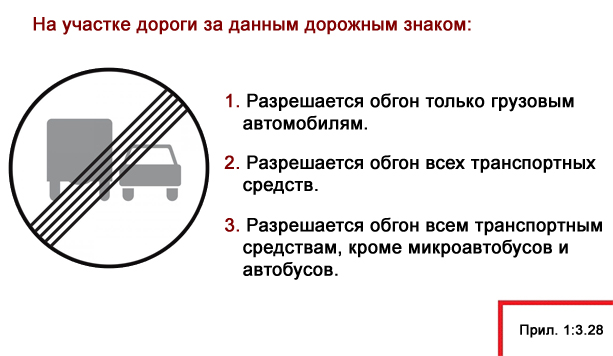 На участке дороги за данным дорожным знаком:
1. Разрешается обгон только грузовым
автомобилям.
2. Разрешается обгон всех транспортных
средств.
3. Разрешается обгон всем транспортным
средствам, кроме микроавтобусов и
автобусов.
Прил. 1:3.28